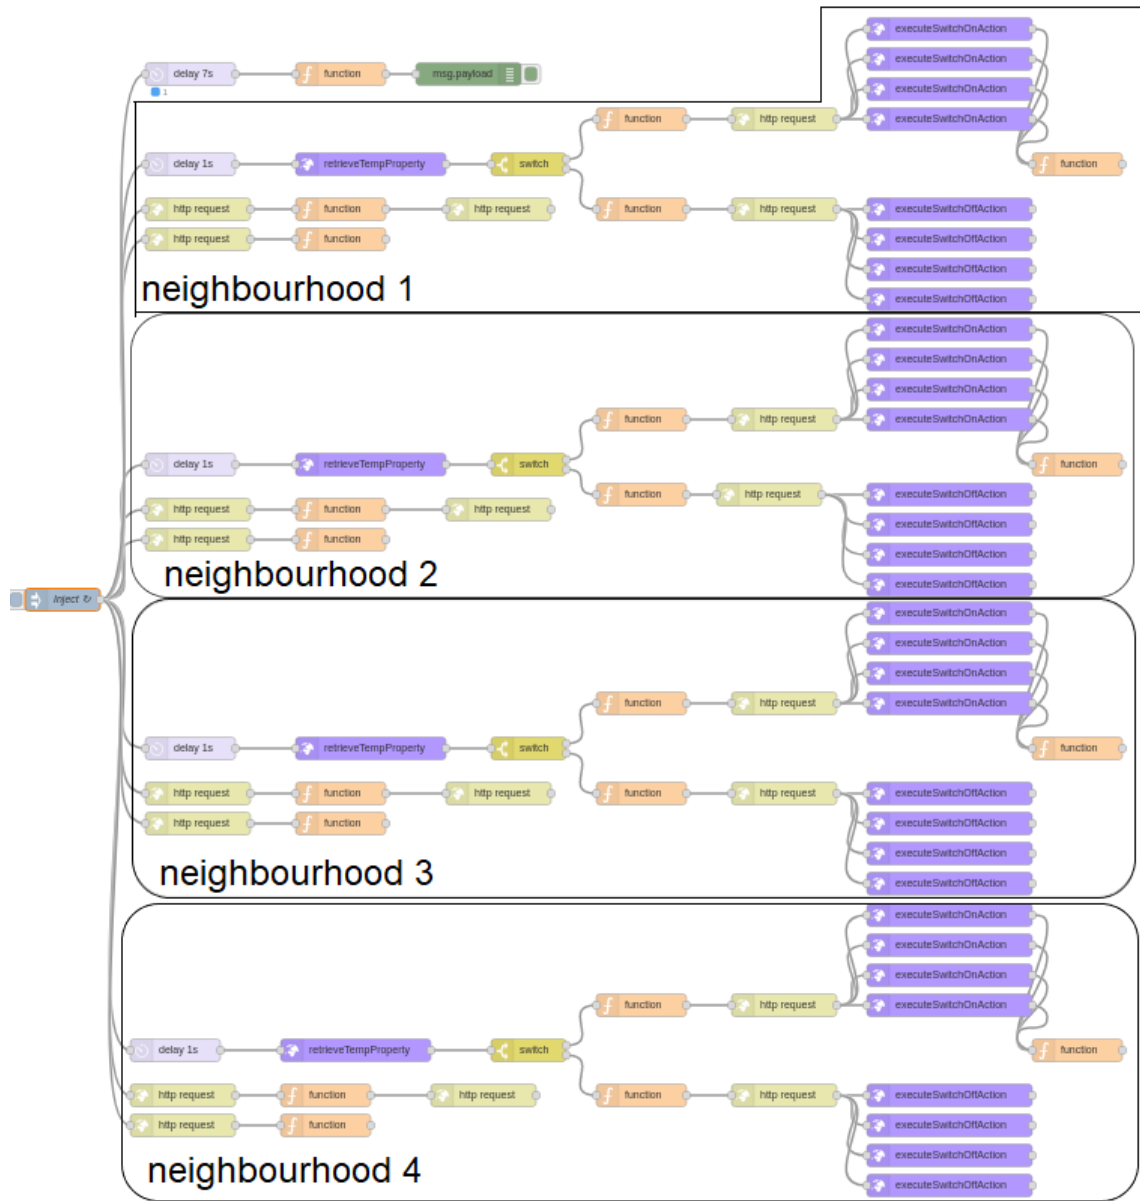 executeSwitchOnAction
executeSwitchOnAction
delay 7s function msg.payload
1
executeSwitchOnAction
function http request executeSwitchOnAction
delay 1s retrieveTempProperty switch function
http request function http request function http request executeSwitchOffAction
http request function executeSwitchOffAction
executeSwitchOffAction
neighbourhood 1
executeSwitchOffAction
executeSwitchOnAction
executeSwitchOnAction
executeSwitchOnAction
function http request executeSwitchOnAction
delay 1s retrieveTempProperty switch function
function http request executeSwitchOffAction
http request function http request
executeSwitchOffAction
http request function
executeSwitchOffAction
neighbourhood 2
executeSwitchOffAction
Inject ↻
executeSwitchOnAction
executeSwitchOnAction
executeSwitchOnAction
function http request executeSwitchOnAction
delay 1s retrieveTempProperty switch function
http request function http request function http request executeSwitchOffAction
http request function executeSwitchOffAction
executeSwitchOffAction
neighbourhood 3
executeSwitchOffAction
executeSwitchOnAction
executeSwitchOnAction
executeSwitchOnAction
function http request executeSwitchOnAction
delay 1s retrieveTempProperty switch function
http request function http request function http request executeSwitchOffAction
http request function executeSwitchOffAction
executeSwitchOffAction
neighbourhood 4
executeSwitchOffAction